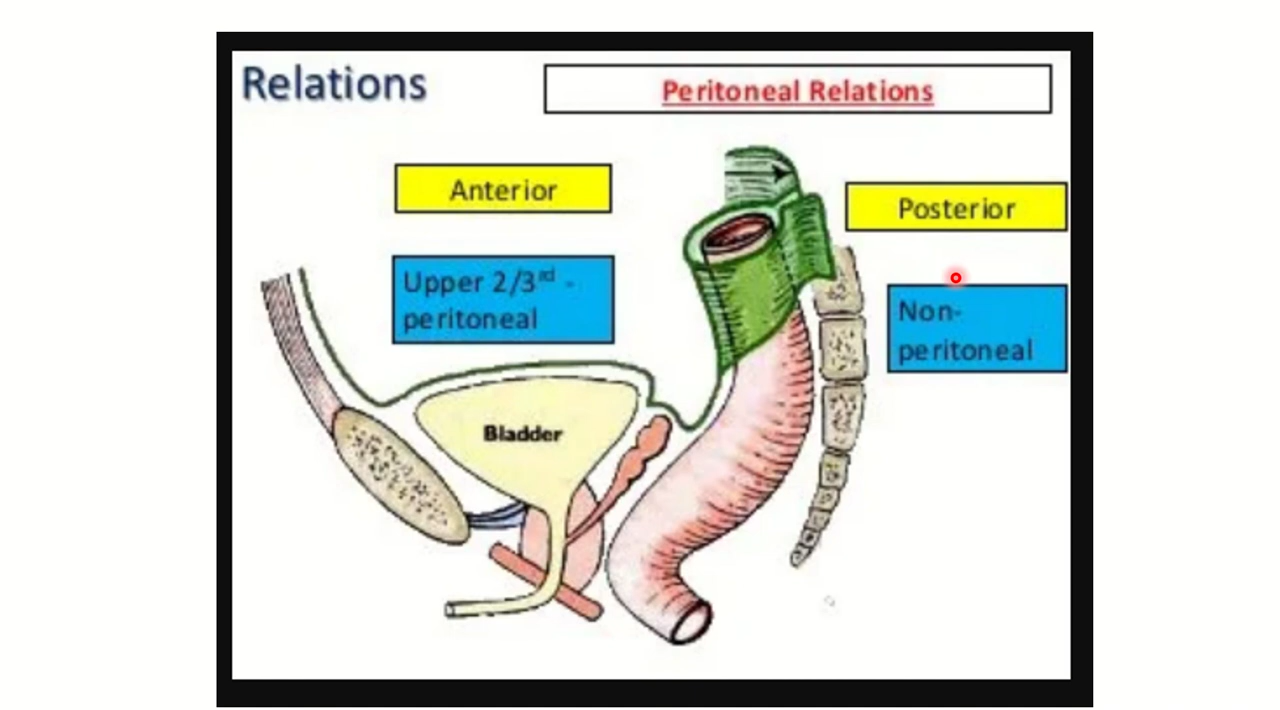 Relations
Peritoneal Relations
Anterior
Posterior
Upper 2/3rd -
peritoneal
Non-
peritoneal
Bladder